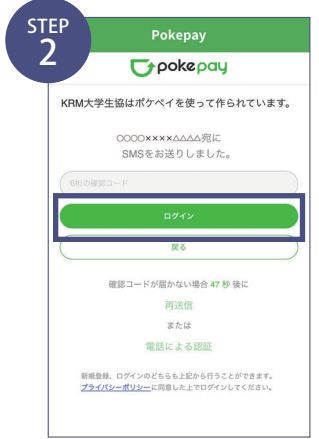 STEP
2
Pokepay
pokepay
KRM大学生協はポケペイを使って作られています。
○○○○××××△△△△宛に
SMSをお送りしました。
6桁の確認コード
ログイン
戻る
確認コードが届かない場合 47 秒 後に
再送信
または
電話による認証
新規登録、ログインのどちらも上記から行うことができます。
プライバシーポリシーに同意した上でログインしてください。